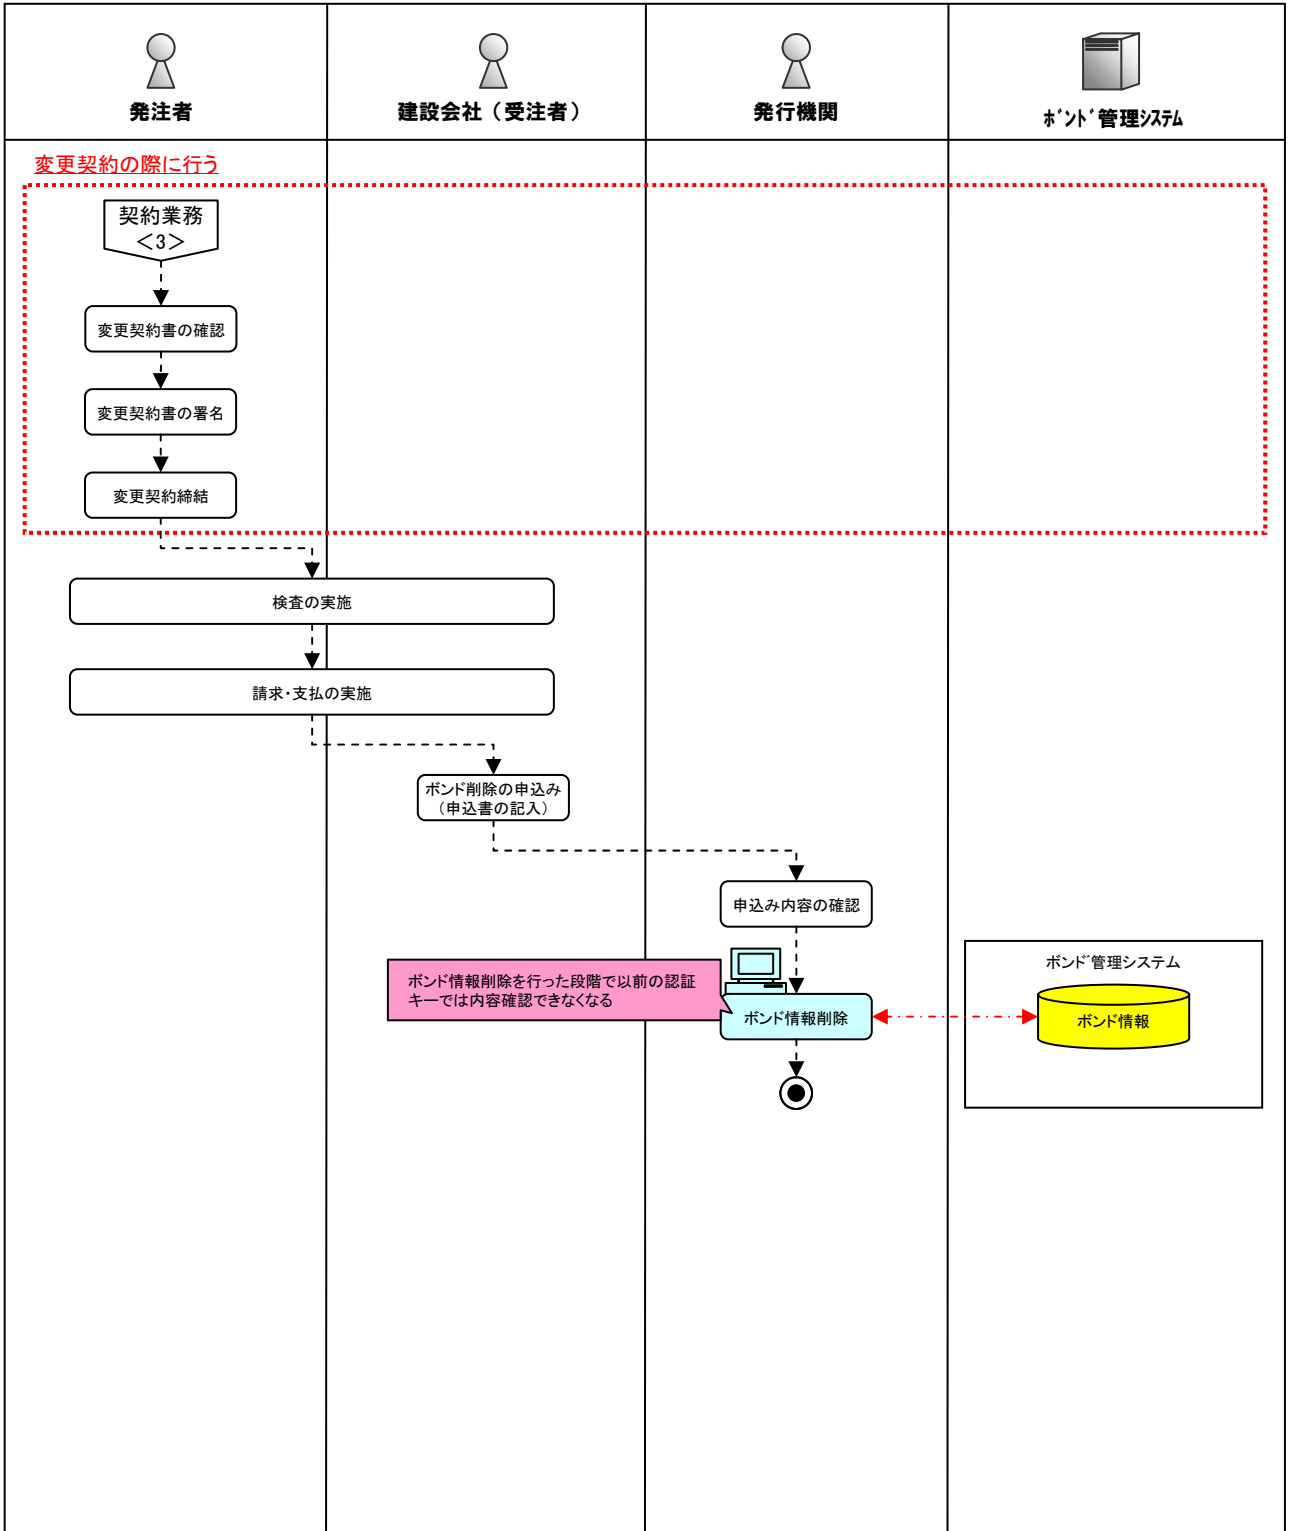 発注者
建設会社（受注者）
発行機関
ﾎﾞﾝﾄﾞ管理ｼｽﾃﾑ
変更契約の際に行う
契約業務
＜3＞
変更契約書の確認
変更契約書の署名
変更契約締結
検査の実施
請求・支払の実施
ボンド削除の申込み
（申込書の記入）
申込み内容の確認
ボンド情報削除を行った段階で以前の認証
キーでは内容確認できなくなる
ボンド情報削除
ボンド管理システム
ボンド情報